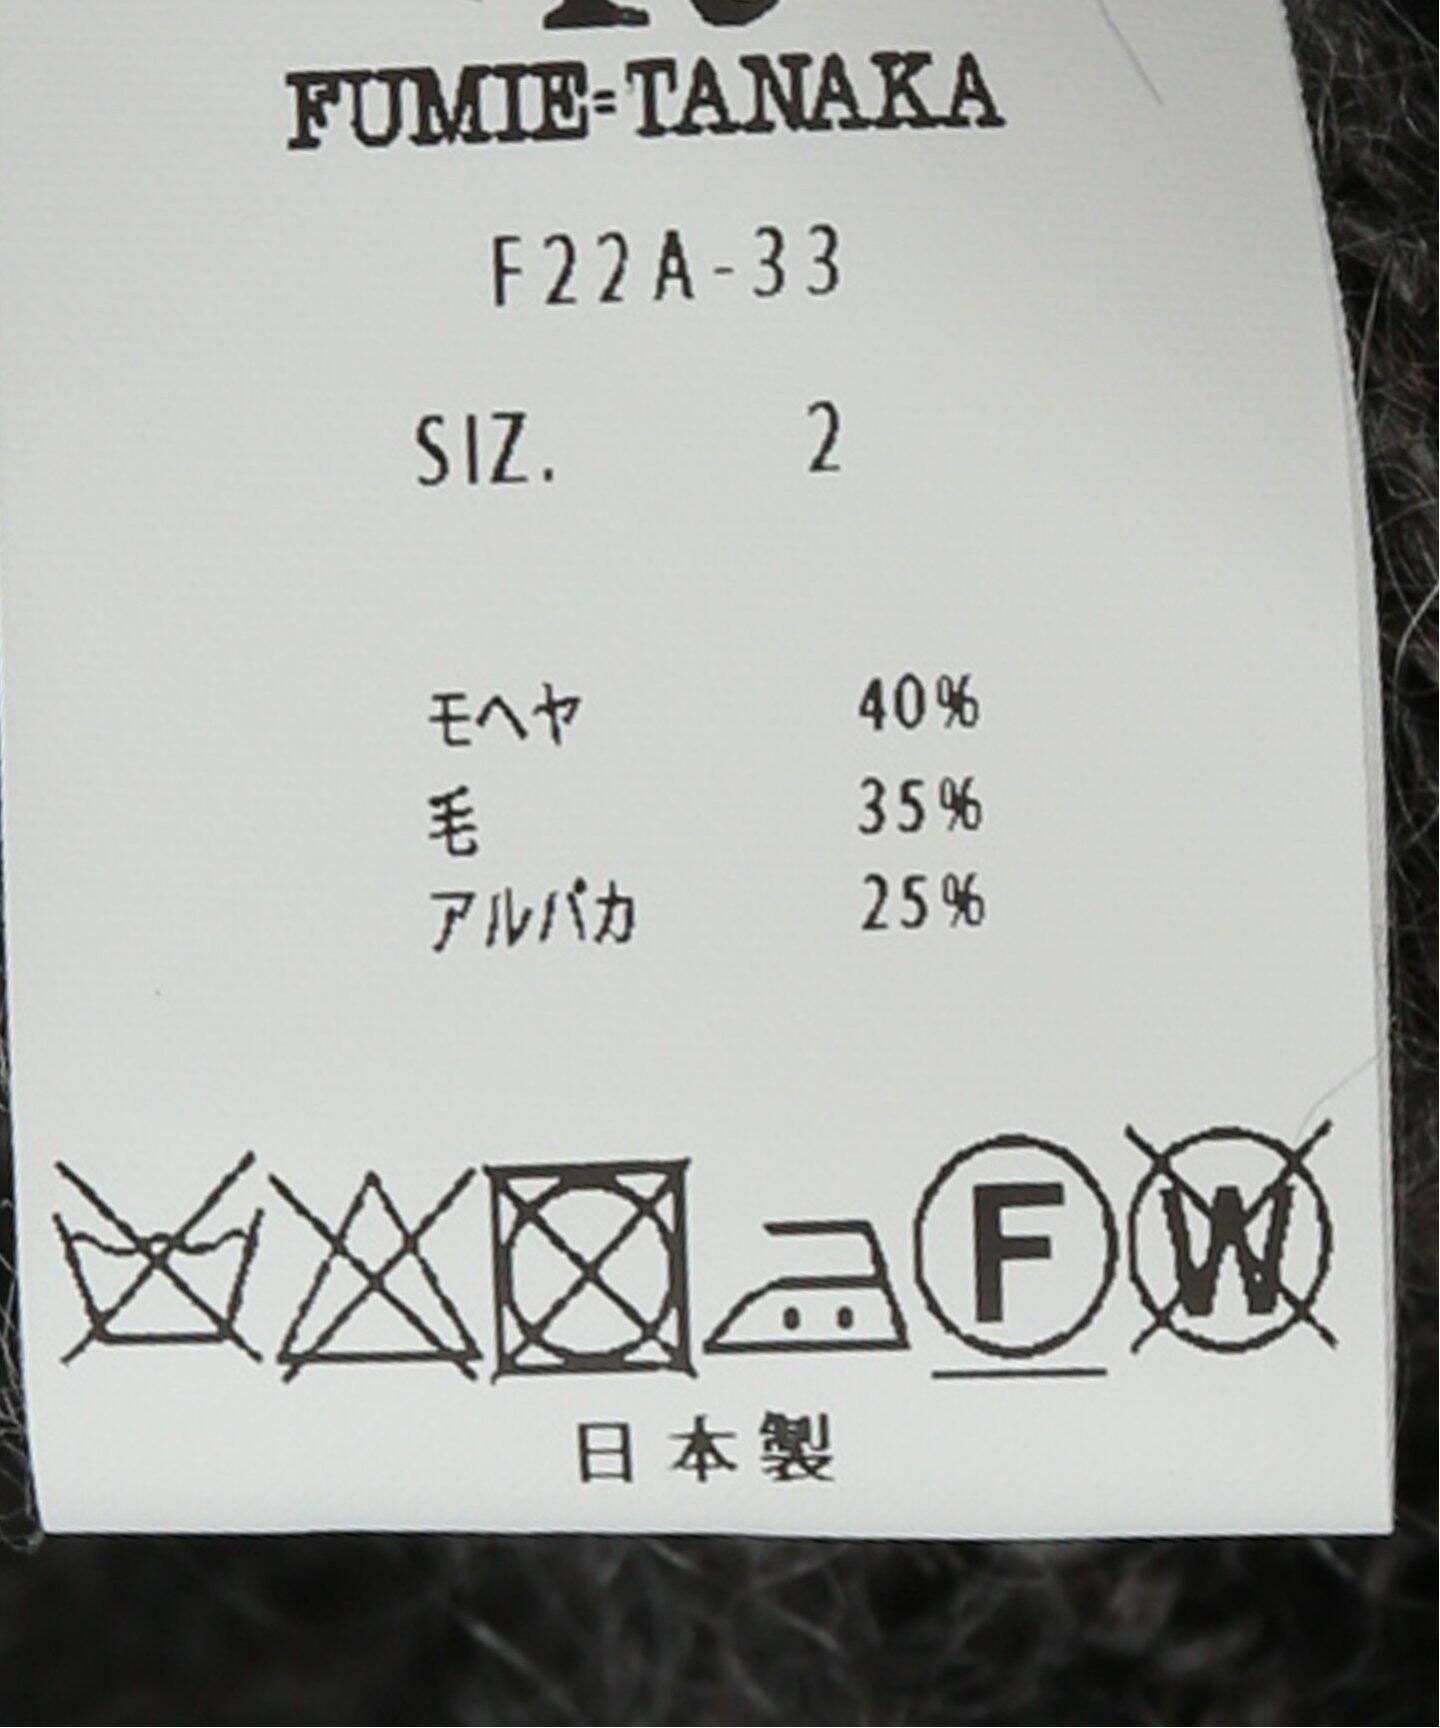 FUMIE=TANAKA
F22A-33
SIZ. 2
モヘヤ 40%
毛 35%
アルパカ 25%
F W
日本製